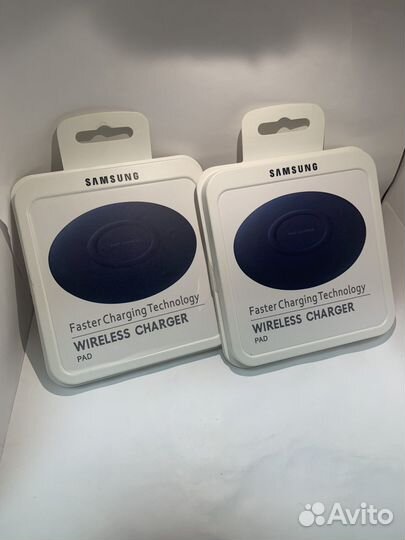 SAMSUNG
Faster Charging Technology
WIRELESS CHARGER
PAD
SAMSUNG
Faster Charging Technology
WIRELESS CHARGER
PAD
Avito